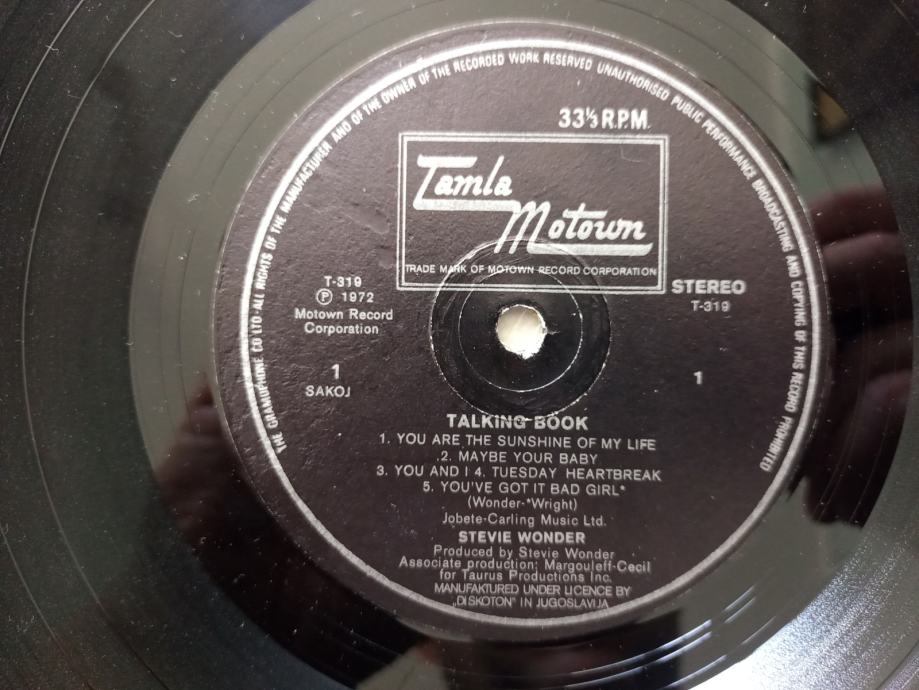 THE GRAMOPHONE CO LTD·ALL RIGHTS OF THE MANUFACTURER AND OF THE OWNER OF THE RECORDED WORK RESERVED UNAUTHORISED PUBLIC PERFORMANCE BROADCASTING AND COPYING OF THIS RECORD PROHIBITED
33⅓ R.P.M.
Tamla
Motown
TRADE MARK OF MOTOWN RECORD CORPORATION
T-319
Ⓟ 1972
Motown Record
Corporation
STEREO
T-319
1
SAKOJ
1
TALKING BOOK
1. YOU ARE THE SUNSHINE OF MY LIFE
2. MAYBE YOUR BABY
3. YOU AND I 4. TUESDAY HEARTBREAK
5. YOU'VE GOT IT BAD GIRL*
(Wonder-*Wright)
Jobete-Carling Music Ltd.
STEVIE WONDER
Produced by Stevie Wonder
Associate production; Margouleff-Cecil
for Taurus Productions Inc.
MANUFAKTURED UNDER LICENCE BY
„DISKOTON" IN JUGOSLAVIJA